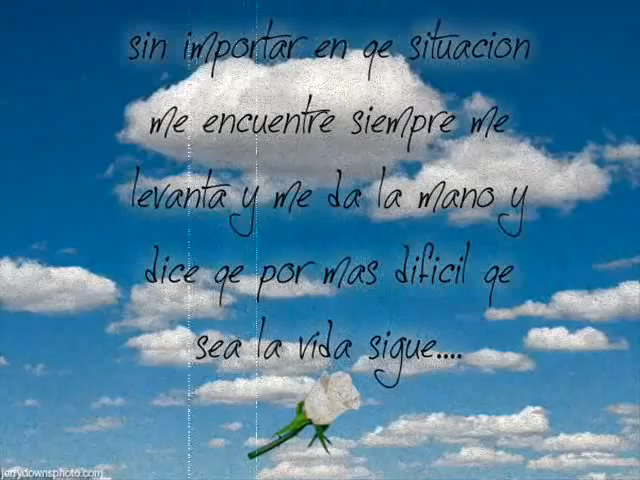 sin importar en qe situacion
me encuentre siempre me
levanta y me da la mano y
dice qe por mas dificil qe
sea la vida sigue....
jerrydownsphoto.com